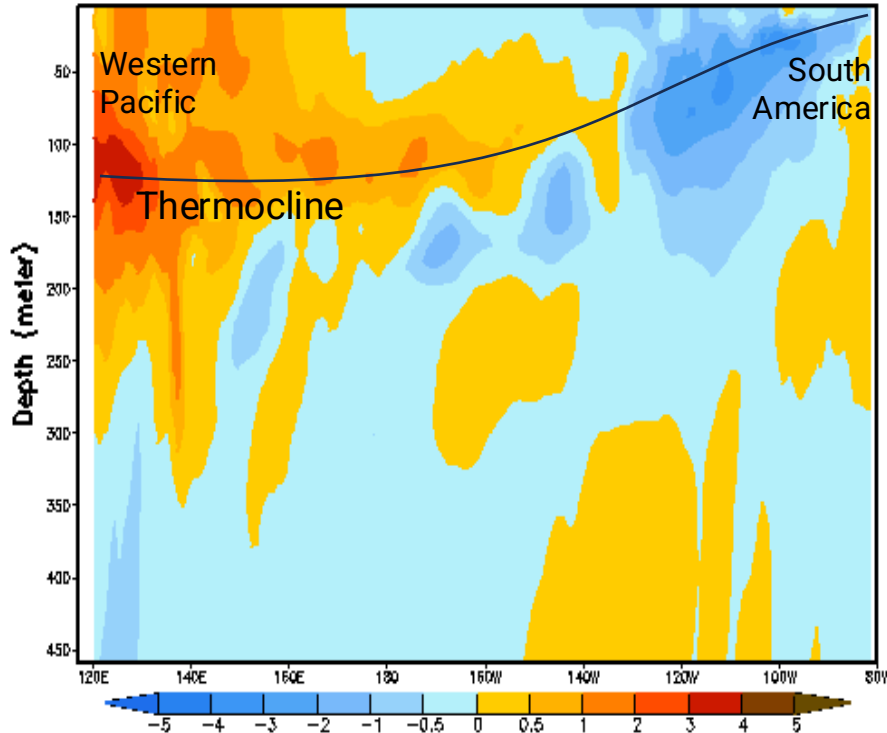 Western
Pacific
South
America
Thermocline
Depth (meter)
50
100
150
200
250
300
350
400
450
120E 140E 160E 180 160W 140W 120W 100W 80W
-5 -4 -3 -2 -1 -0.5 0 0.5 1 2 3 4 5